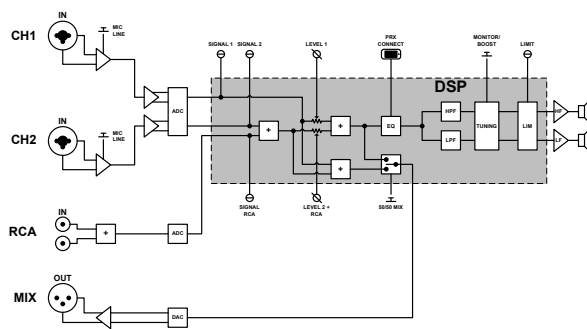 IN
CH1
MIC
LINE
SIGNAL 1
SIGNAL 2
LEVEL 1
PRX
CONNECT
MONITOR/
BOOST
LIMIT
DSP
ADC
IN
CH2
MIC
LINE
+
+
EQ
HPF
LPF
TUNING
LIM
HF
LF
+
SIGNAL
RCA
LEVEL 2 +
RCA
50/50 MIX
IN
RCA
+
ADC
OUT
MIX
DAC